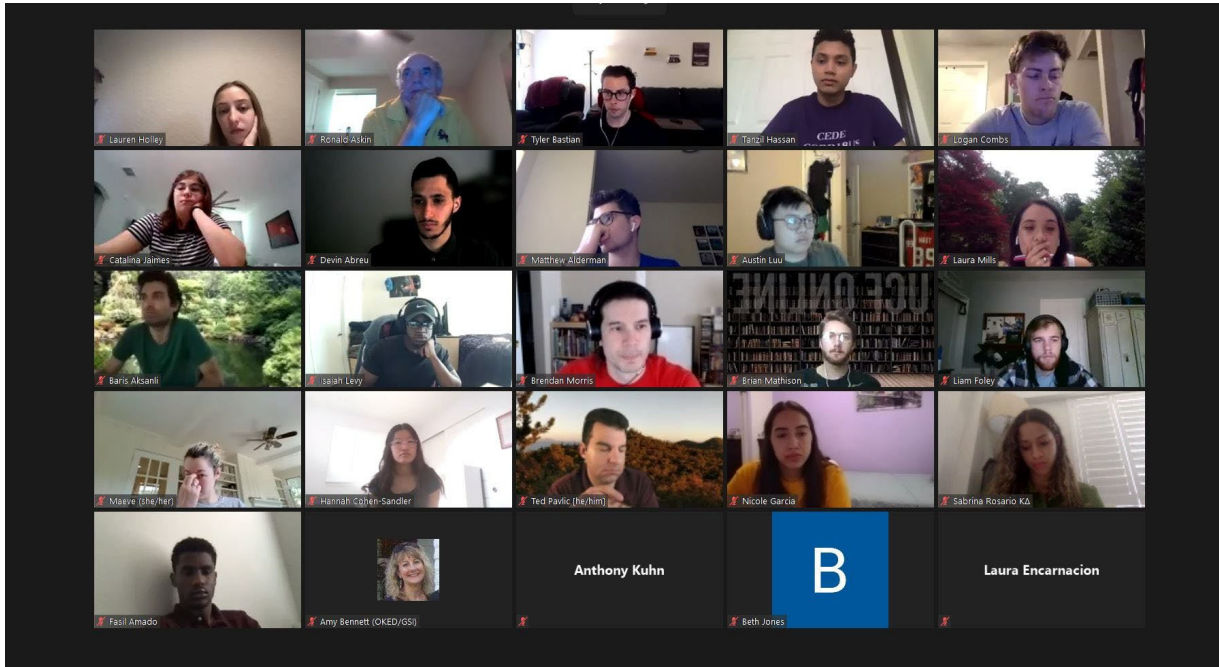 Lauren Holley
Ronald Askin
Tyler Bastian
Tanzil Hassan
CEDE
Logan Combs
Catalina Jaimes
Devin Abreu
Matthew Alderman
Austin Luu
Laura Mills
Baris Aksanli
Isaiah Levy
Brendan Morris
UCF ONLINE
Brian Mathison
Liam Foley
Maeve (she/her)
Hannah Cohen-Sandler
Ted Pavlic [he/him]
Nicole Garcia
Sabrina Rosario ΚΔ
Fasil Amado
Amy Bennett (OKED/GSI)
Anthony Kuhn
B
Beth Jones
Laura Encarnacion